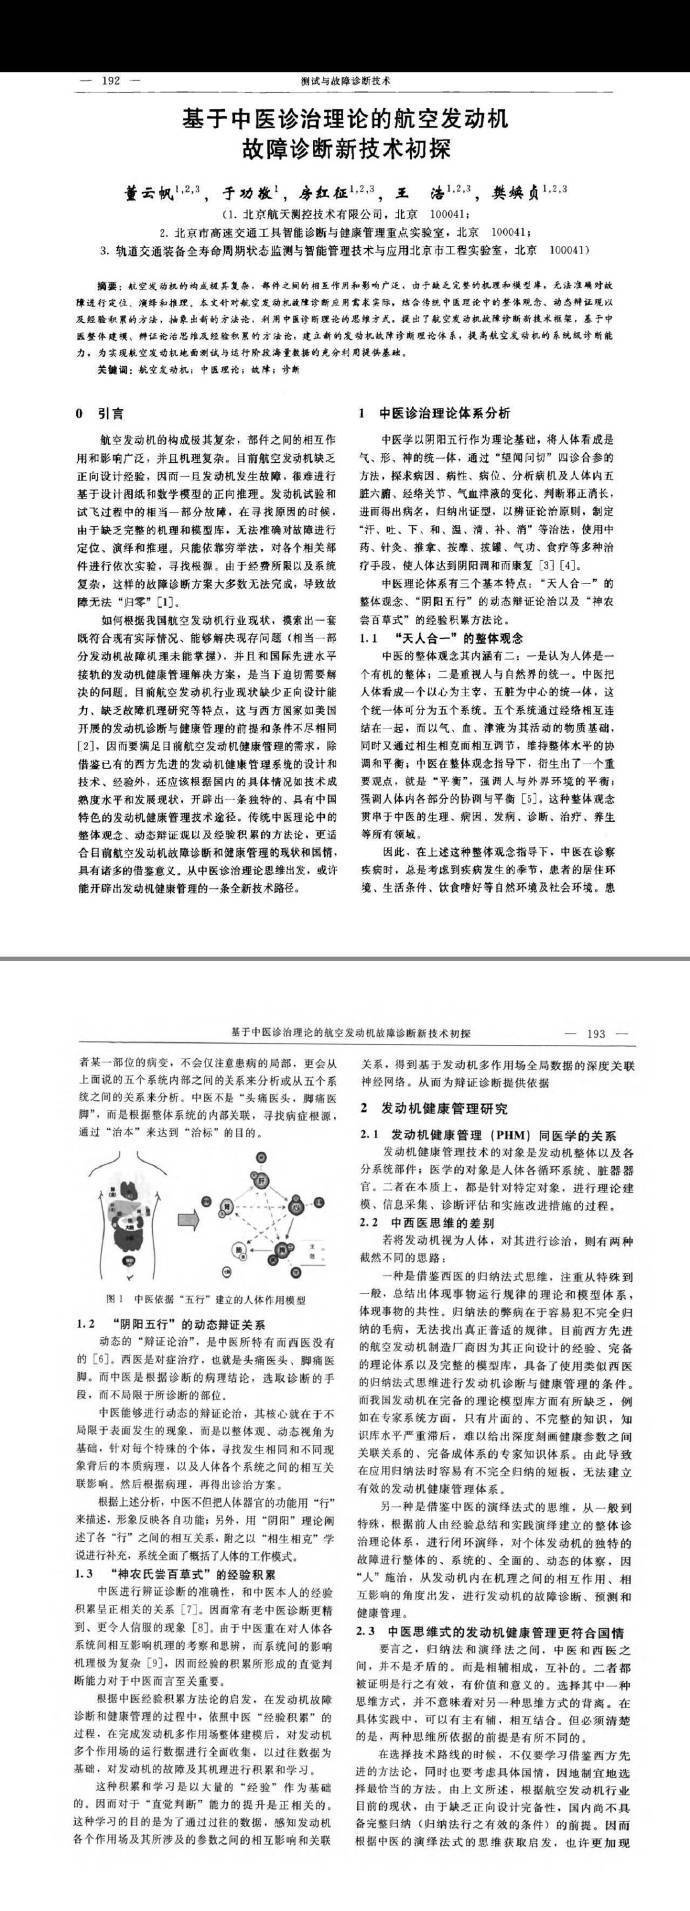 — 192 —
测试与故障诊断技术
基于中医诊治理论的航空发动机
故障诊断新技术初探
董云帆1,2,3，于功敬1，房红征1,2,3，王　浩1,2,3，樊焕贞1,2,3
（1. 北京航天测控技术有限公司，北京　100041；
2. 北京市高速交通工具智能诊断与健康管理重点实验室，北京　100041；
3. 轨道交通装备全寿命周期状态监测与智能管理技术与应用北京市工程实验室，北京　100041）
摘要：航空发动机的构成极其复杂，部件之间的相互作用和影响广泛，由于缺乏完整的机理和模型库，无法准确对故
障进行定位、演绎和推理。本文针对航空发动机故障诊断应用需求实际，结合传统中医理论中的整体观念、动态辩证观以
及经验积累的方法，抽象出新的方法论，利用中医诊断理论的思维方式，提出了航空发动机故障诊断新技术框架，基于中
医整体建模、辨证论治思维及经验积累的方法论，建立新的发动机故障诊断理论体系，提高航空发动机的系统级诊断能
力，为实现航空发动机地面测试与运行阶段海量数据的充分利用提供基础。
关键词：航空发动机；中医理论；故障；诊断
0　引言
航空发动机的构成极其复杂，部件之间的相互作
用和影响广泛，并且机理复杂。目前航空发动机缺乏
正向设计经验，因而一旦发动机发生故障，很难进行
基于设计图纸和数学模型的正向推理。发动机试验和
试飞过程中的相当一部分故障，在寻找原因的时候，
由于缺乏完整的机理和模型库，无法准确对故障进行
定位、演绎和推理，只能依靠穷举法，对各个相关部
件进行依次实验，寻找根源。由于经费所限以及系统
复杂，这样的故障诊断方案大多数无法完成，导致故
障无法“归零”［1］。
如何根据我国航空发动机行业现状，摸索出一套
既符合现有实际情况、能够解决现存问题（相当一部
分发动机故障机理未能掌握），并且和国际先进水平
接轨的发动机健康管理解决方案，是当下迫切需要解
决的问题。目前航空发动机行业现状缺少正向设计能
力、缺乏故障机理研究等特点，这与西方国家如美国
开展的发动机诊断与健康管理的前提和条件不尽相同
［2］，因而要满足目前航空发动机健康管理的需求，除
借鉴已有的西方先进的发动机健康管理系统的设计和
技术、经验外，还应该根据国内的具体情况如技术成
熟度水平和发展现状，开辟出一条独特的、具有中国
特色的发动机健康管理技术途径。传统中医理论中的
整体观念、动态辩证观以及经验积累的方法论，更适
合目前航空发动机故障诊断和健康管理的现状和国情，
具有诸多的借鉴意义。从中医诊治理论思维出发，或许
能开辟出发动机健康管理的一条全新技术路径。
1　中医诊治理论体系分析
中医学以阴阳五行作为理论基础，将人体看成是
气、形、神的统一体，通过“望闻问切”四诊合参的
方法，探求病因、病性、病位、分析病机及人体内五
脏六腑、经络关节、气血津液的变化、判断邪正消长，
进而得出病名，归纳出证型，以辨证论治原则，制定
“汗、吐、下、和、温、清、补、消”等治法，使用中
药、针灸、推拿、按摩、拔罐、气功、食疗等多种治
疗手段，使人体达到阴阳调和而康复［3］［4］。
中医理论体系有三个基本特点：“天人合一”的
整体观念、“阴阳五行”的动态辩证论治以及“神农
尝百草式”的经验积累方法论。
1.1　“天人合一”的整体观念
中医的整体观念其内涵有二：一是认为人体是一
个有机的整体；二是重视人与自然界的统一。中医把
人体看成一个以心为主宰，五脏为中心的统一体，这
个统一体可分为五个系统。五个系统通过经络相互连
结在一起，而以气、血、津液为其活动的物质基础，
同时又通过相生相克而相互调节，维持整体水平的协
调和平衡；中医在整体观念指导下，衍生出了一个重
要观点，就是“平衡”，强调人与外界环境的平衡；
强调人体内各部分的协调与平衡［5］。这种整体观念
贯串于中医的生理、病因、发病、诊断、治疗、养生
等所有领域。
因此，在上述这种整体观念指导下，中医在诊察
疾病时，总是考虑到疾病发生的季节，患者的居住环
境、生活条件、饮食嗜好等自然环境及社会环境。患
基于中医诊治理论的航空发动机故障诊断新技术初探
— 193 —
者某一部位的病变，不会仅注意患病的局部，更会从
上面说的五个系统内部之间的关系来分析或从五个系
统之间的关系来分析。中医不是“头痛医头，脚痛医
脚”，而是根据整体系统的内部关联，寻找病症根源，
通过“治本”来达到“治标”的目的。
肝
图 1　中医依据“五行”建立的人体作用模型
1.2　“阴阳五行”的动态辩证关系
动态的“辩证论治”，是中医所特有而西医没有
的［6］。西医是对症治疗，也就是头痛医头、脚痛医
脚。而中医是根据诊断的病理结论，选取诊断的手
段，而不局限于所诊断的部位。
中医能够进行动态的辩证论治，其核心就在于不
局限于表面发生的现象，而是以整体观、动态视角为
基础，针对每个特殊的个体，寻找发生相同和不同现
象背后的本质病理，以及人体各个系统之间的相互关
联影响。然后根据病理，再得出诊治方案。
根据上述分析，中医不但把人体器官的功能用“行”
来描述，形象反映各自功能；另外，用“阴阳”理论阐
述了各“行”之间的相互关系，附之以“相生相克”学
说进行补充，系统全面了概括了人体的工作模式。
1.3　“神农氏尝百草式”的经验积累
中医进行辨证诊断的准确性，和中医本人的经验
积累呈正相关的关系［7］。因而常有老中医诊断更精
到、更令人信服的现象［8］。由于中医重在对人体各
系统间相互影响机理的考察和思辨，而系统间的影响
机理极为复杂［9］，因而经验的积累所形成的直觉判
断能力对于中医而言至关重要。
根据中医经验积累方法论的启发，在发动机故障
诊断和健康管理的过程中，依照中医“经验积累”的
过程，在完成发动机多作用场整体建模后，对发动机
多个作用场的运行数据进行全面收集，以过往数据为
基础，对发动机的故障及其机理进行积累和学习。
这种积累和学习是以大量的“经验”作为基础
的。因而对于“直觉判断”能力的提升是正相关的。
这种学习的目的是为了通过过往的数据，感知发动机
各个作用场及其所涉及的参数之间的相互影响和关联
关系，得到基于发动机多作用场全局数据的深度关联
神经网络。从而为辩证诊断提供依据
2　发动机健康管理研究
2.1　发动机健康管理（PHM）同医学的关系
发动机健康管理技术的对象是发动机整体以及各
分系统部件；医学的对象是人体各循环系统、脏器器
官。二者在本质上，都是针对特定对象，进行理论建
模、信息采集、诊断评估和实施改进措施的过程。
2.2　中西医思维的差别
若将发动机视为人体，对其进行诊治，则有两种
截然不同的思路：
一种是借鉴西医的归纳法式思维，注重从特殊到
一般，总结出体现事物运行规律的理论和模型体系，
体现事物的共性。归纳法的弊病在于容易犯不完全归
纳的毛病，无法找出真正普适的规律。目前西方先进
的航空发动机制造厂商因为其正向设计的经验、完备
的理论体系以及完整的模型库，具备了使用类似西医
的归纳法式思维进行发动机诊断与健康管理的条件。
而我国发动机在完备的理论模型库方面有所缺乏，例
如在专家系统方面，只有片面的、不完整的知识，知
识库水平严重滞后，难以给出深度刻画健康参数之间
关联关系的、完备成体系的专家知识体系。由此导致
在应用归纳法时容易有不完全归纳的短板，无法建立
有效的发动机健康管理体系。
另一种是借鉴中医的演绎法式的思维，从一般到
特殊，根据前人由经验总结和实践演绎建立的整体诊
治理论体系，进行闭环演绎，对个体发动机的独特的
故障进行整体的、系统的、全面的、动态的体察，因
“人”施治，从发动机内在机理之间的相互作用、相
互影响的角度出发，进行发动机的故障诊断、预测和
健康管理。
2.3　中医思维式的发动机健康管理更符合国情
要言之，归纳法和演绎法之间，中医和西医之
间，并不是矛盾的。而是相辅相成，互补的。二者都
被证明是行之有效，有价值和意义的。选择其中一种
思维方式，并不意味着对另一种思维方式的背离。在
具体实践中，可以有主有辅，相互结合。但必须清楚
的是，两种思维所依据的前提是有所不同的。
在选择技术路线的时候，不仅要学习借鉴西方先
进的方法论，同时也要考虑具体国情，因地制宜地选
择最恰当的方法。由上文所述，根据航空发动机行业
目前的现状，由于缺乏正向设计完备性，国内尚不具
备完整归纳（归纳法行之有效的条件）的前提。因而
根据中医的演绎法式的思维获取启发，也许更加现